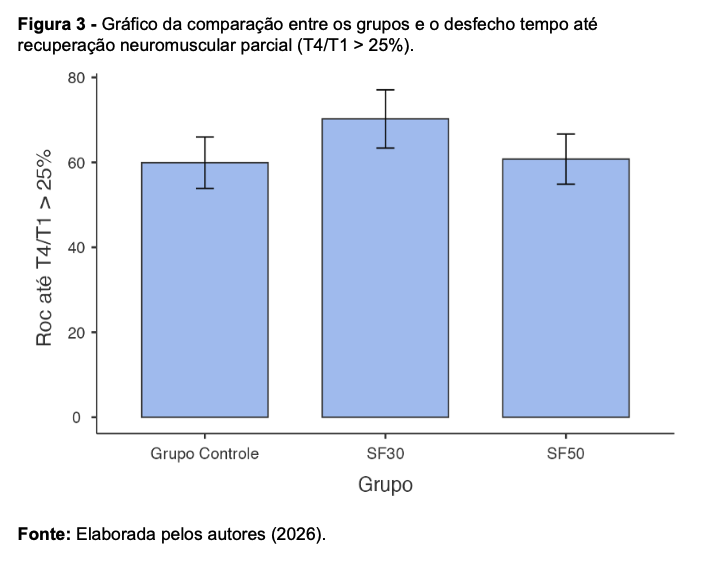 Figura 3 - Gráfico da comparação entre os grupos e o desfecho tempo até
recuperação neuromuscular parcial (T4/T1 > 25%).
80
60
40
20
0
Roc até T4/T1 > 25%
Grupo Controle
SF30
SF50
Grupo
Fonte: Elaborada pelos autores (2026).